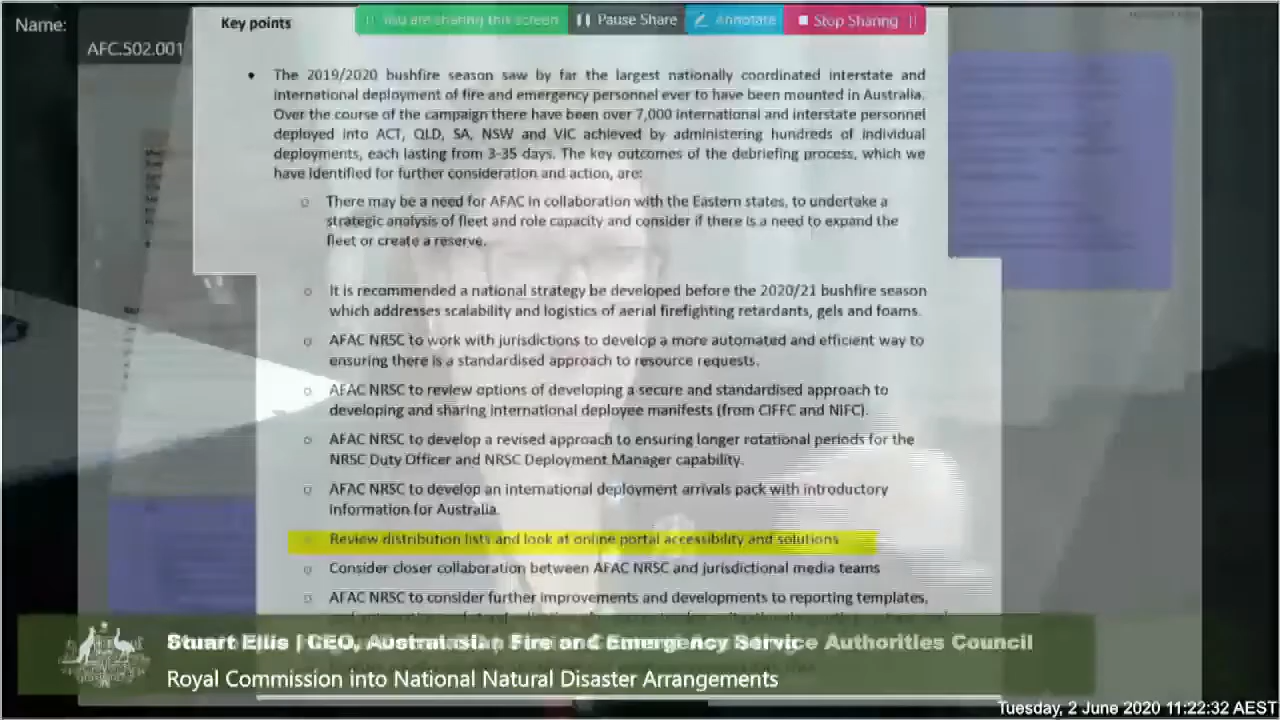 Name:
AFC.502.001
Key points
You are sharing this screen
Pause Share
Annotate
Stop Sharing
• The 2019/2020 bushfire season saw by far the largest nationally coordinated interstate and
international deployment of fire and emergency personnel ever to have been mounted in Australia.
Over the course of the campaign there have been over 7,000 international and interstate personnel
deployed into ACT, QLD, SA, NSW and VIC achieved by administering hundreds of individual
deployments, each lasting from 3-35 days. The key outcomes of the debriefing process, which we
have identified for further consideration and action, are:
o There may be a need for AFAC in collaboration with the Eastern states, to undertake a
strategic analysis of fleet and role capacity and consider if there is a need to expand the
fleet or create a reserve.
o It is recommended a national strategy be developed before the 2020/21 bushfire season
which addresses scalability and logistics of aerial firefighting retardants, gels and foams.
o AFAC NRSC to work with jurisdictions to develop a more automated and efficient way to
ensuring there is a standardised approach to resource requests.
o AFAC NRSC to review options of developing a secure and standardised approach to
developing and sharing international deployee manifests (from CIFFC and NIFC).
o AFAC NRSC to develop a revised approach to ensuring longer rotational periods for the
NRSC Duty Officer and NRSC Deployment Manager capability.
o AFAC NRSC to develop an international deployment arrivals pack with introductory
information for Australia.
o Review distribution lists and look at online portal accessibility and solutions
o Consider closer collaboration between AFAC NRSC and jurisdictional media teams
o AFAC NRSC to consider further improvements and developments to reporting templates,
Stuart Ellis | CEO, Australasian Fire and Emergency Service Authorities Council
Royal Commission into National Natural Disaster Arrangements
Tuesday, 2 June 2020 11:22:32 AEST